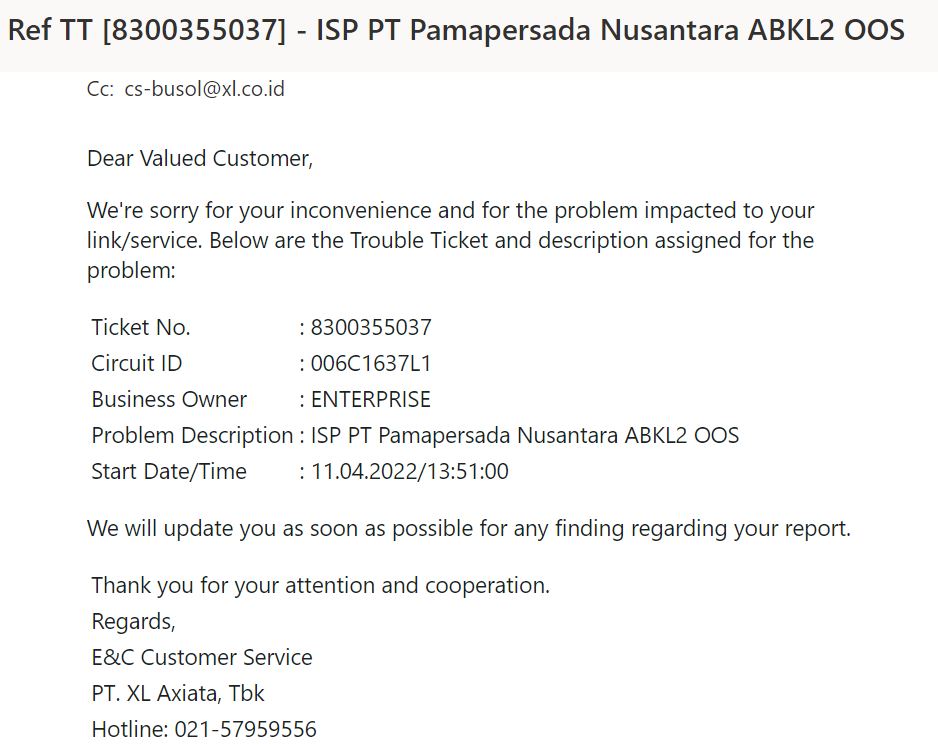 Ref TT [8300355037] - ISP PT Pamapersada Nusantara ABKL2 OOS
Cc: cs-busol@xl.co.id
Dear Valued Customer,
We're sorry for your inconvenience and for the problem impacted to your
link/service. Below are the Trouble Ticket and description assigned for the
problem:
Ticket No. : 8300355037
Circuit ID : 006C1637L1
Business Owner : ENTERPRISE
Problem Description : ISP PT Pamapersada Nusantara ABKL2 OOS
Start Date/Time : 11.04.2022/13:51:00
We will update you as soon as possible for any finding regarding your report.
Thank you for your attention and cooperation.
Regards,
E&C Customer Service
PT. XL Axiata, Tbk
Hotline: 021-57959556